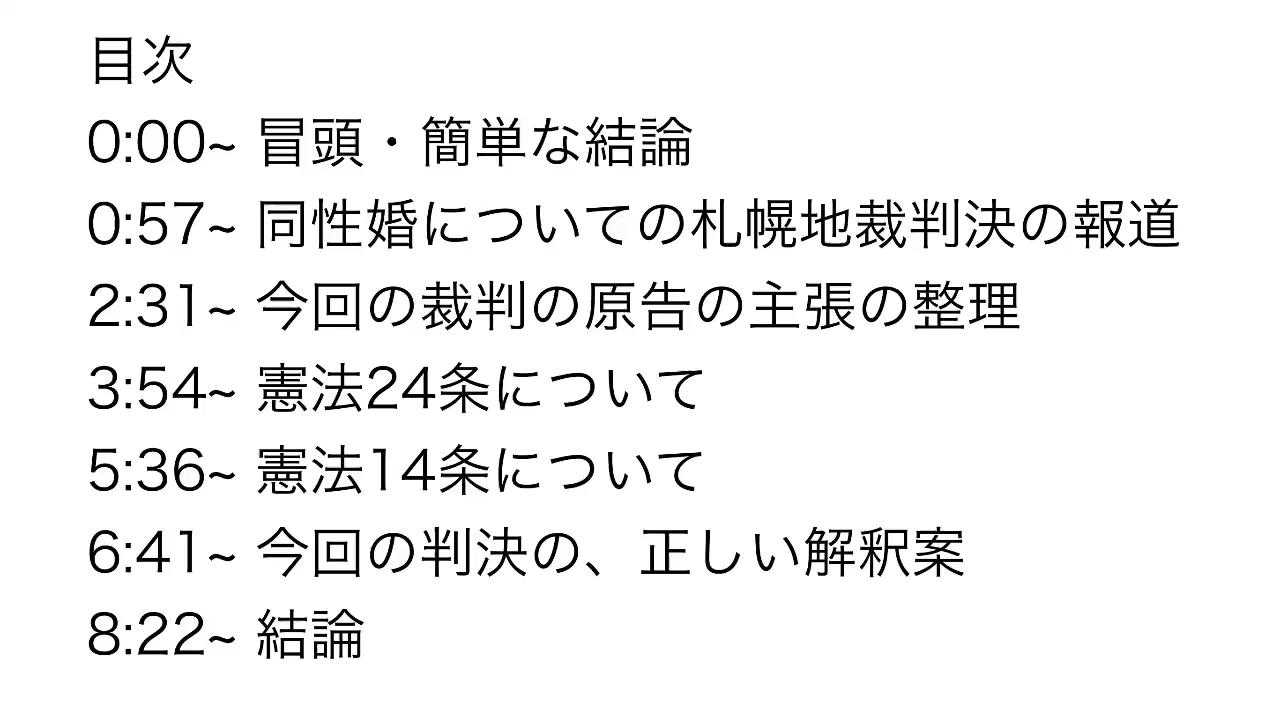 目次
0:00~ 冒頭・簡単な結論
0:57~ 同性婚についての札幌地裁判決の報道
2:31~ 今回の裁判の原告の主張の整理
3:54~ 憲法24条について
5:36~ 憲法14条について
6:41~ 今回の判決の、正しい解釈案
8:22~ 結論